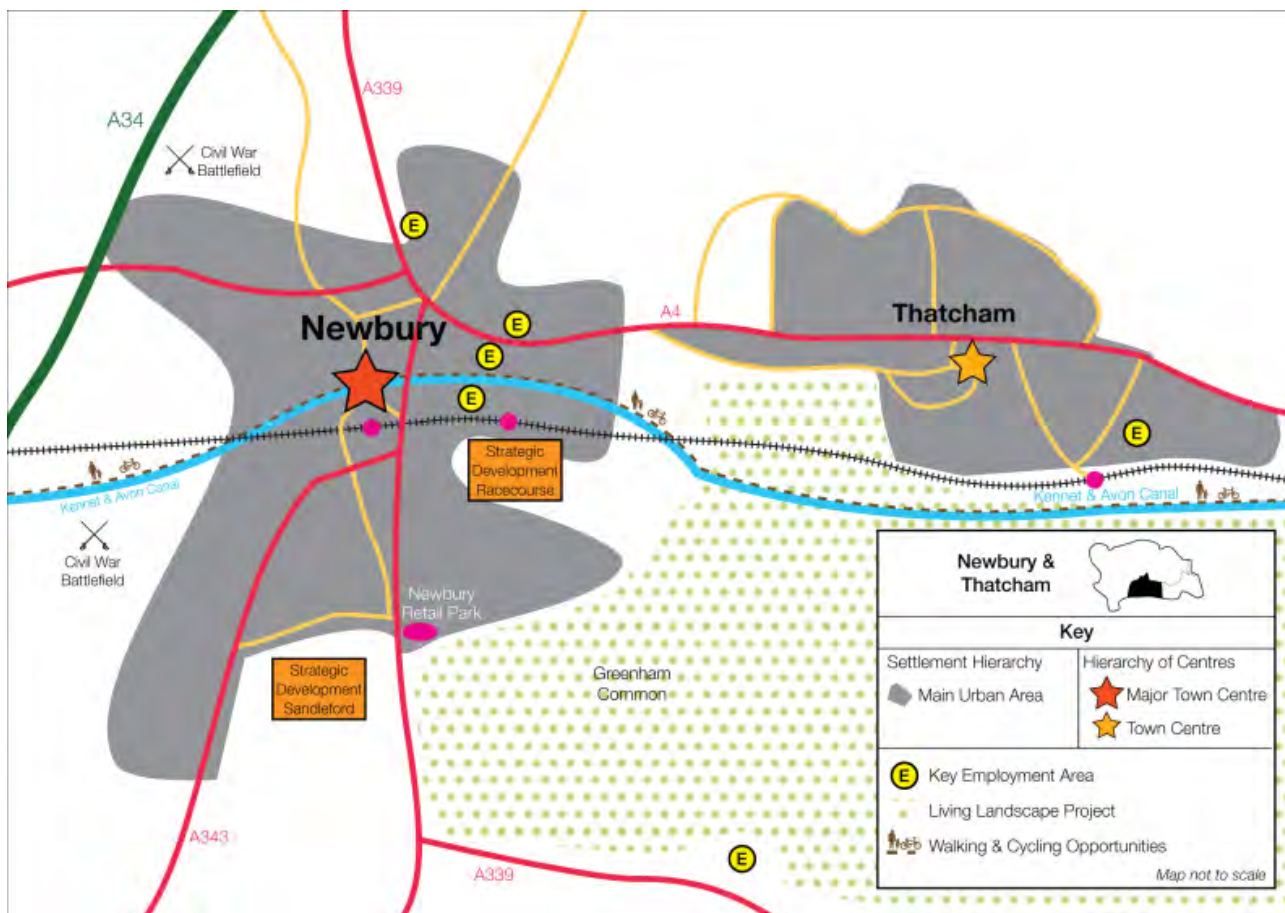 A339
A34
Civil War
Battlefield
E
A4
Newbury
E
Thatcham
E
E
E
Strategic
Development
Racecourse
Kennet & Avon Canal
Kennet & Avon Canal
Civil War
Battlefield
Newbury
Retail Park
Strategic
Development
Sandleford
Greenham
Common
A343
A339
E
Newbury &
Thatcham
Key
Settlement Hierarchy
Main Urban Area
Hierarchy of Centres
Major Town Centre
Town Centre
E Key Employment Area
Living Landscape Project
Walking & Cycling Opportunities
Map not to scale